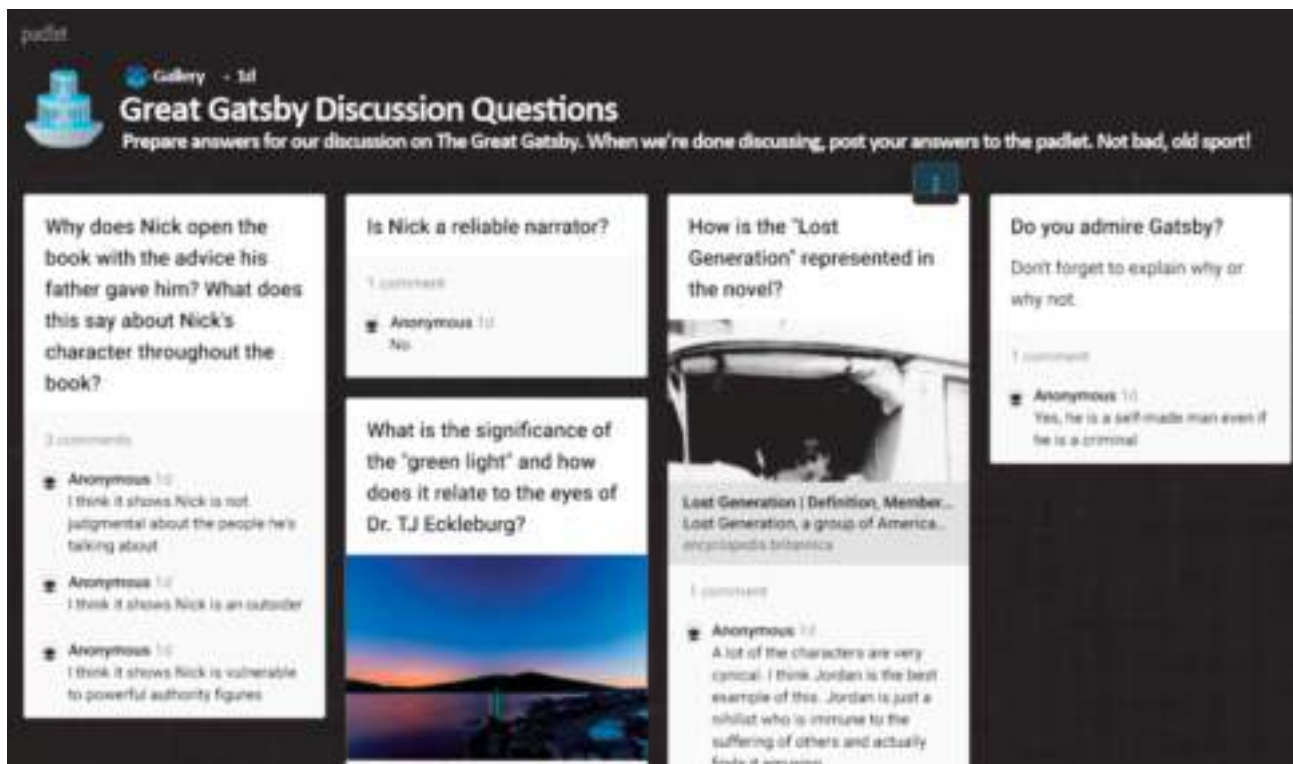 padlet
Gallery · 1d
Great Gatsby Discussion Questions
Prepare answers for our discussion on The Great Gatsby. When we're done discussing, post your answers to the padlet. Not bad, old sport!
Why does Nick open the
book with the advice his
father gave him? What does
this say about Nick's
character throughout the
book?
3 comments
Anonymous 1d
I think it shows Nick is not
judgmental about the people he's
talking about
Anonymous 1d
I think it shows Nick is an outsider
Anonymous 1d
I think it shows Nick is vulnerable
to powerful authority figures
Is Nick a reliable narrator?
1 comment
Anonymous 1d
No
What is the significance of
the "green light" and how
does it relate to the eyes of
Dr. TJ Eckleburg?
How is the "Lost
Generation" represented in
the novel?
Lost Generation | Definition, Member...
Lost Generation, a group of America...
encyclopedia britannica
1 comment
Anonymous 1d
A lot of the characters are very
cynical. I think Jordan is the best
example of this. Jordan is just a
nihilist who is immune to the
suffering of others and actually
finds it amusing
Do you admire Gatsby?
Don't forget to explain why or
why not.
1 comment
Anonymous 1d
Yes, he is a self-made man even if
he is a criminal